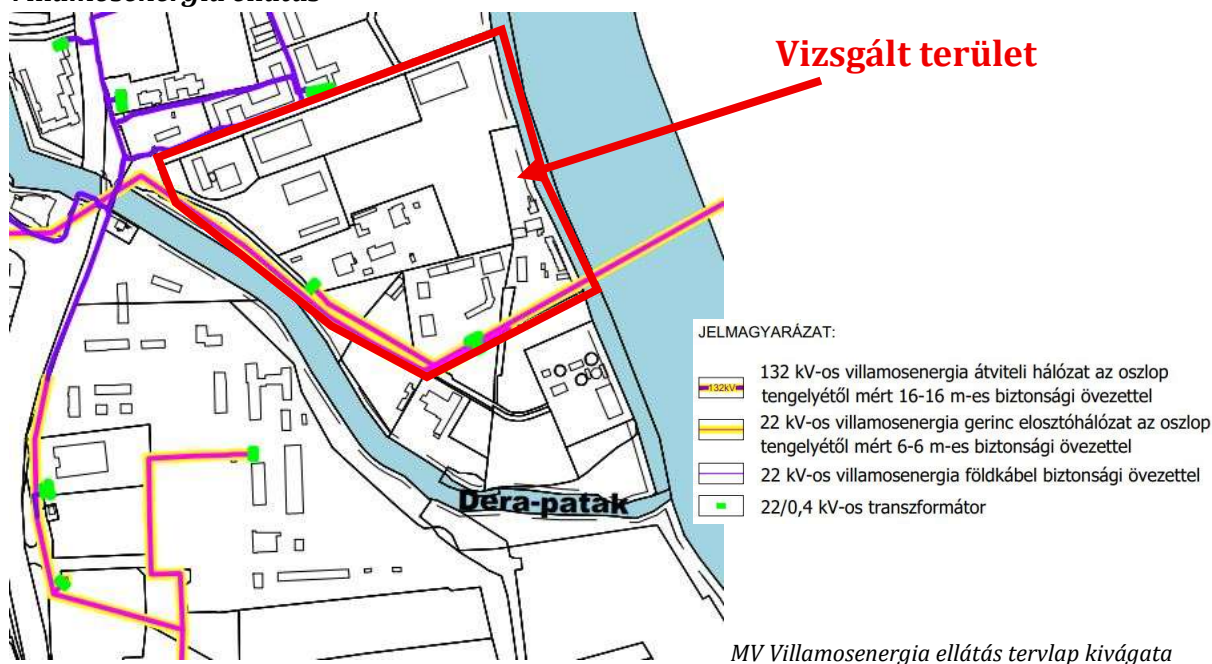 Vizsgált terület
JELMAGYARÁZAT:
132kV
132 kV-os villamosenergia átviteli hálózat az oszlop
tengelyétől mért 16-16 m-es biztonsági övezettel
22 kV-os villamosenergia gerinc elosztóhálózat az oszlop
tengelyétől mért 6-6 m-es biztonsági övezettel
22 kV-os villamosenergia földkábel biztonsági övezettel
22/0,4 kV-os transzformátor
Dera-patak
MV Villamosenergia ellátás tervlap kivágata